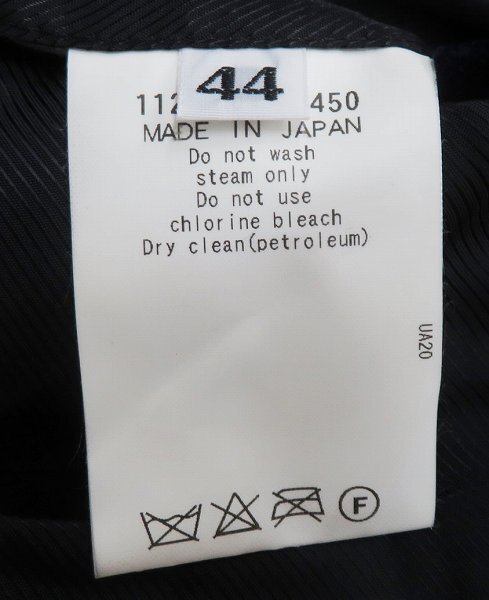 44
450
MADE IN JAPAN
Do not wash
steam only
Do not use
chlorine bleach
Dry clean(petroleum)
UA20
F